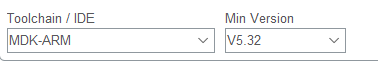 Toolchain / IDE Min Version
MDK-ARM V5.32